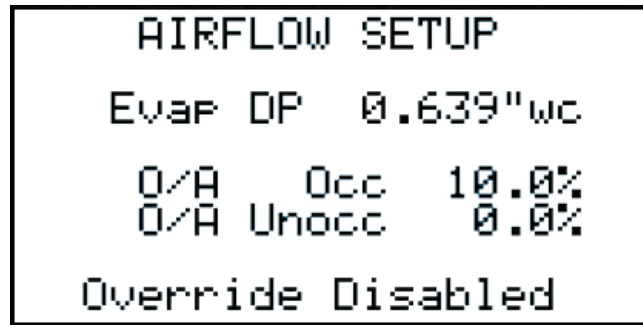 AIRFLOW SETUP
Evap DP 0.639"wc
O/A Occ 10.0%
O/A Unocc 0.0%
Override Disabled